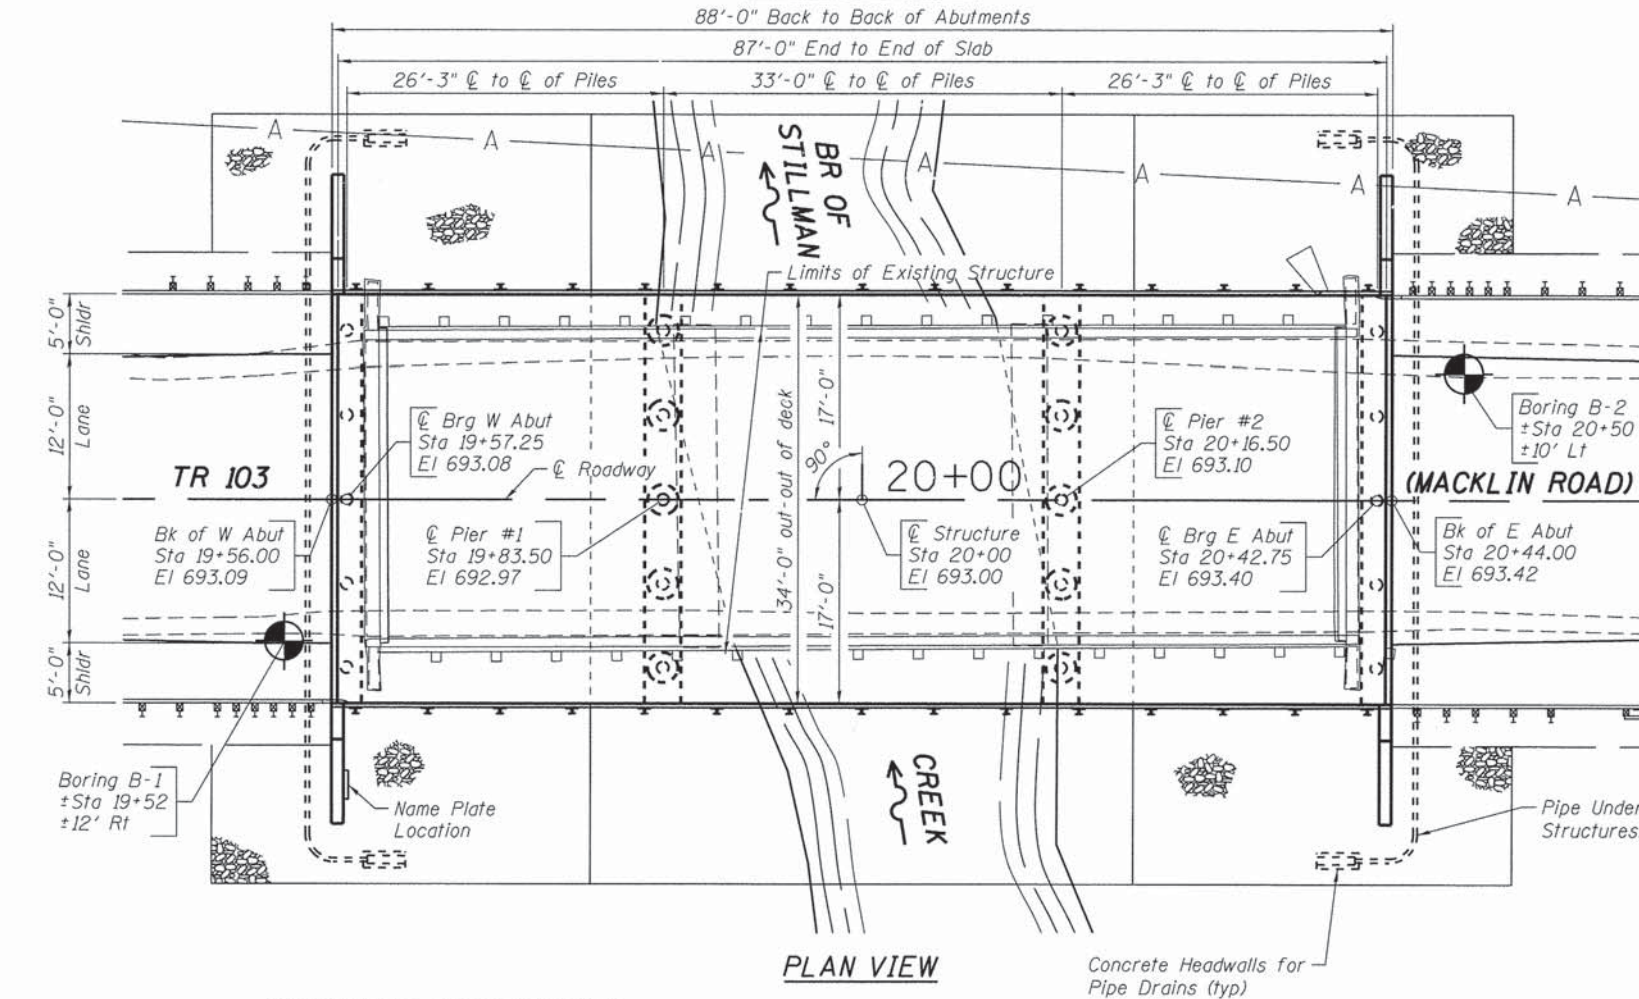 88'-0" Back to Back of Abutments
87'-0" End to End of Slab
26'-3" ℄ to ℄ of Piles
33'-0" ℄ to ℄ of Piles
26'-3" ℄ to ℄ of Piles
A
A
A
A
A
A
A
BR OF
STILLMAN
Limits of Existing Structure
5'-0"
Shldr
12'-0"
Lane
12'-0"
Lane
5'-0"
Shldr
34'-0" out-out of deck
17'-0"
17'-0"
90°
℄ Brg W Abut
Sta 19+57.25
El 693.08
℄ Roadway
℄ Pier #2
Sta 20+16.50
El 693.10
Boring B-2
±Sta 20+50
±10' Lt
TR 103
20+00
(MACKLIN ROAD)
Bk of W Abut
Sta 19+56.00
El 693.09
℄ Pier #1
Sta 19+83.50
El 692.97
℄ Structure
Sta 20+00
El 693.00
℄ Brg E Abut
Sta 20+42.75
El 693.40
Bk of E Abut
Sta 20+44.00
El 693.42
Boring B-1
±Sta 19+52
±12' Rt
Name Plate
Location
CREEK
Pipe Under
Structures
PLAN VIEW
Concrete Headwalls for
Pipe Drains (typ)